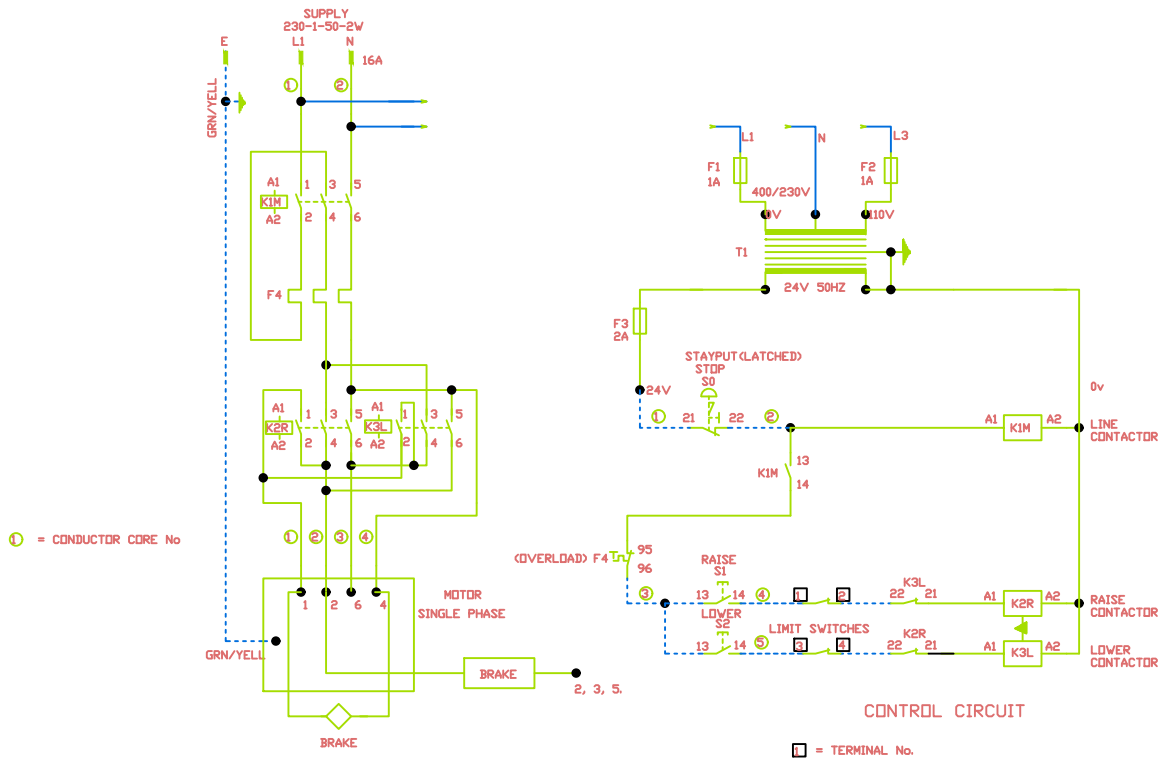 SUPPLY
230-1-50-2W
E L1 N
16A
1 2
GRN/YELL
A1 1 3 5
K1M
A2 2 4 6
F4
A1 1 3 5 A1 1 3 5
K2R K3L
A2 2 4 6 A2 2 4 6
1 2 3 4
1 = CONDUCTOR CORE No
MOTOR
SINGLE PHASE
1 2 6 4
GRN/YELL
BRAKE
2, 3, 5.
BRAKE
L1 N L3
F1
1A
F2
1A
400/230V
0V 110V
T1
24V 50HZ
F3
2A
STAYPUT(LATCHED)
STOP
S0
24V
0v
1 21 22 2
A1 K1M A2
LINE
CONTACTOR
K1M 13
14
(OVERLOAD) F4 95
96
RAISE
S1
3 13 14 4 1 2
K3L
22 21 A1 K2R A2
RAISE
CONTACTOR
LOWER
S2
LIMIT SWITCHES
13 14 5 3 4
K2R
22 21 A1 K3L A2
LOWER
CONTACTOR
CONTROL CIRCUIT
1 = TERMINAL No.